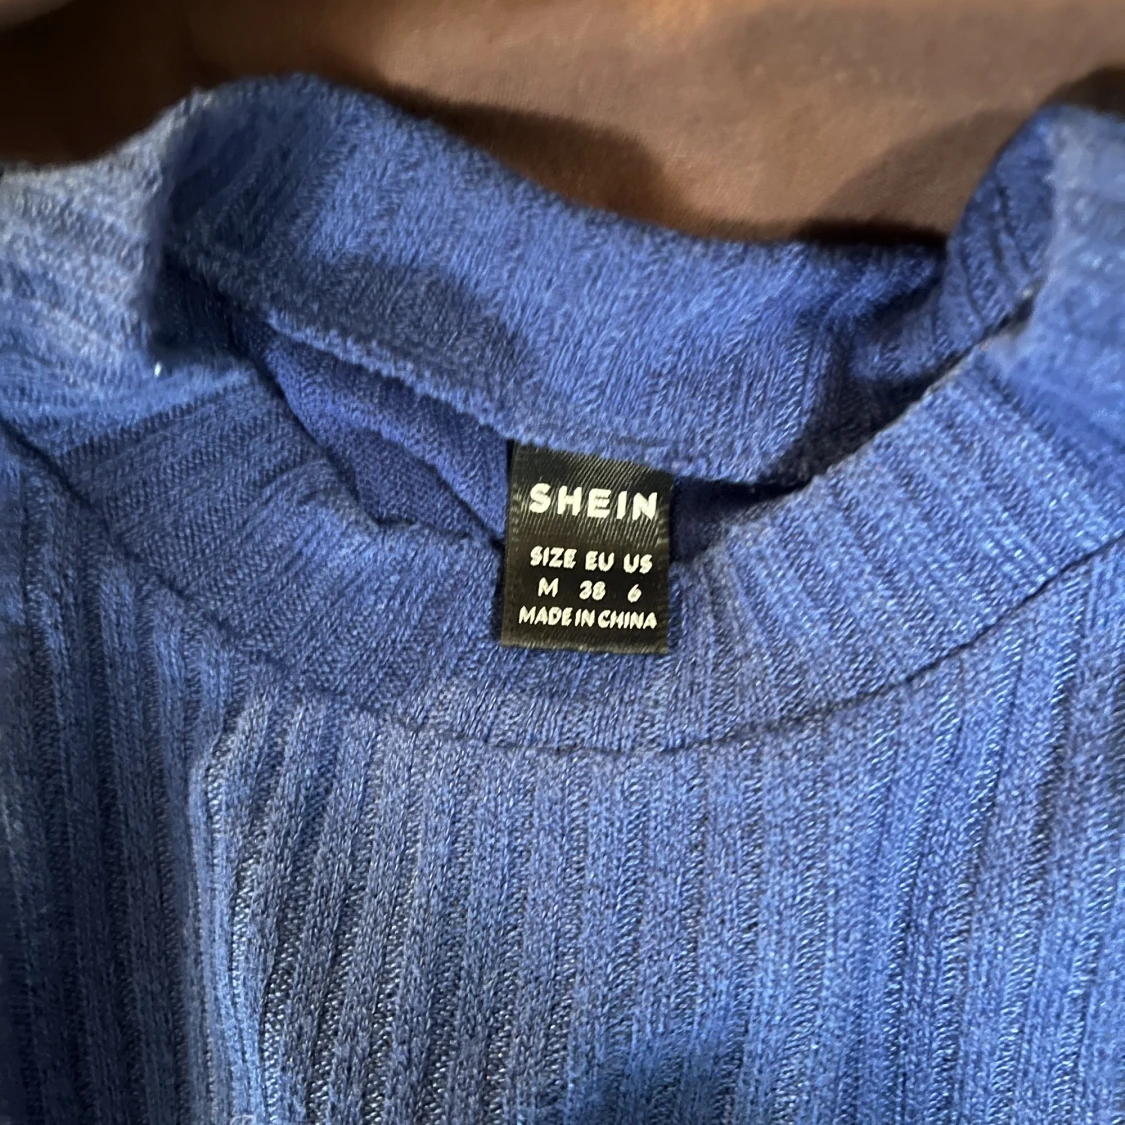 SHEIN
SIZE EU US
M 38 6
MADE IN CHINA